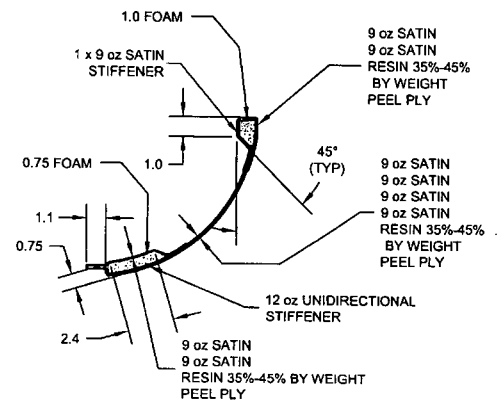 1.0 FOAM
1 x 9 oz SATIN
STIFFENER
9 oz SATIN
9 oz SATIN
RESIN 35%-45%
BY WEIGHT
PEEL PLY
1.0
45°
(TYP)
0.75 FOAM
9 oz SATIN
9 oz SATIN
9 oz SATIN
9 oz SATIN
RESIN 35%-45%
BY WEIGHT
PEEL PLY
1.1
0.75
12 oz UNIDIRECTIONAL
STIFFENER
2.4
9 oz SATIN
9 oz SATIN
RESIN 35%-45% BY WEIGHT
PEEL PLY